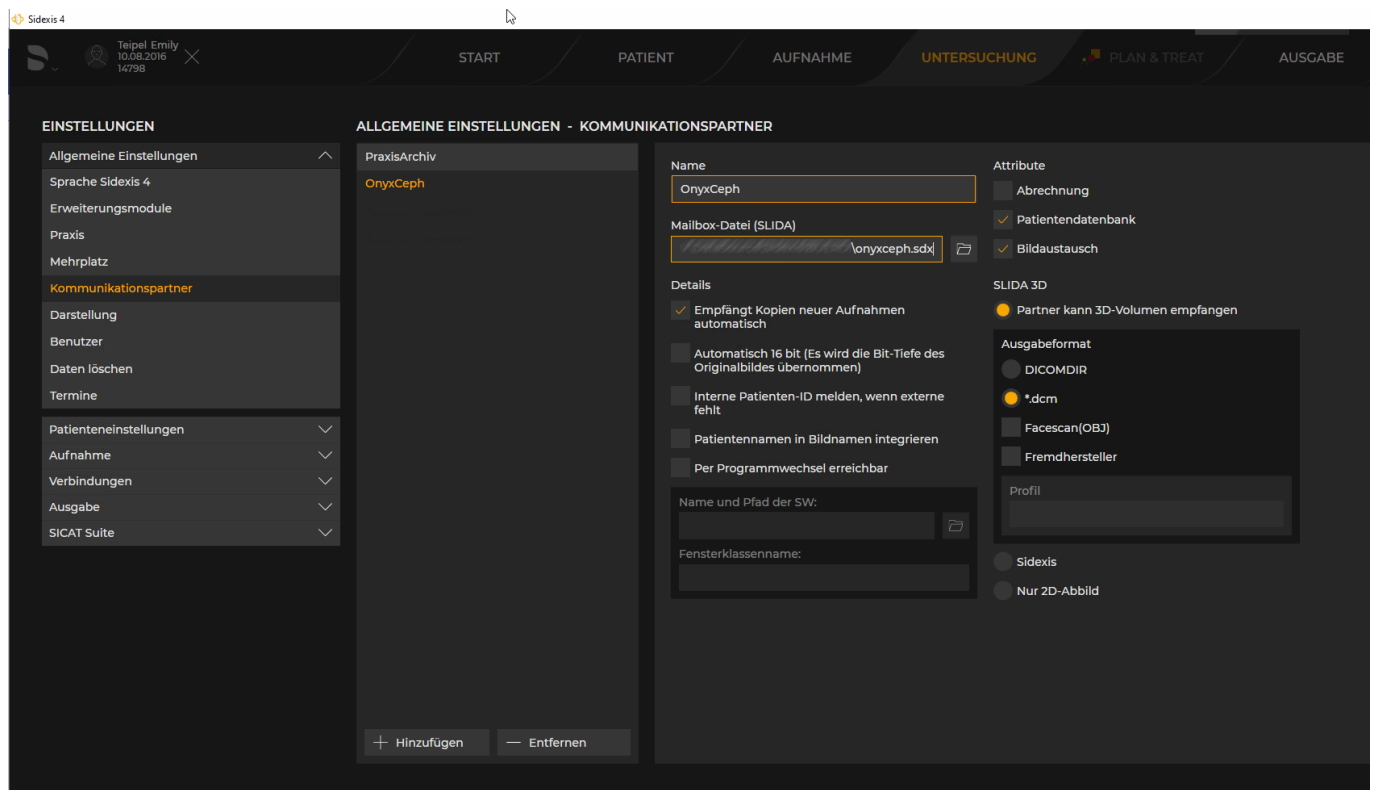 Sidexis 4
Teipel Emily
10.08.2016
14798
START
PATIENT
AUFNAHME
UNTERSUCHUNG
PLAN & TREAT
AUSGABE
EINSTELLUNGEN
Allgemeine Einstellungen
Sprache Sidexis 4
Erweiterungsmodule
Praxis
Mehrplatz
Kommunikationspartner
Darstellung
Benutzer
Daten löschen
Termine
Patienteneinstellungen
Aufnahme
Verbindungen
Ausgabe
SICAT Suite
ALLGEMEINE EINSTELLUNGEN - KOMMUNIKATIONSPARTNER
PraxisArchiv
OnyxCeph
Hinzufügen
Entfernen
Name
OnyxCeph
Mailbox-Datei (SLIDA)
\onyxceph.sdx
Details
Empfängt Kopien neuer Aufnahmen
automatisch
Automatisch 16 bit (Es wird die Bit-Tiefe des
Originalbildes übernommen)
Interne Patienten-ID melden, wenn externe
fehlt
Patientennamen in Bildnamen integrieren
Per Programmwechsel erreichbar
Name und Pfad der SW:
Fensterklassenname:
Attribute
Abrechnung
Patientendatenbank
Bildaustausch
SLIDA 3D
Partner kann 3D-Volumen empfangen
Ausgabeformat
DICOMDIR
*.dcm
Facescan(OBJ)
Fremdhersteller
Profil
Sidexis
Nur 2D-Abbild